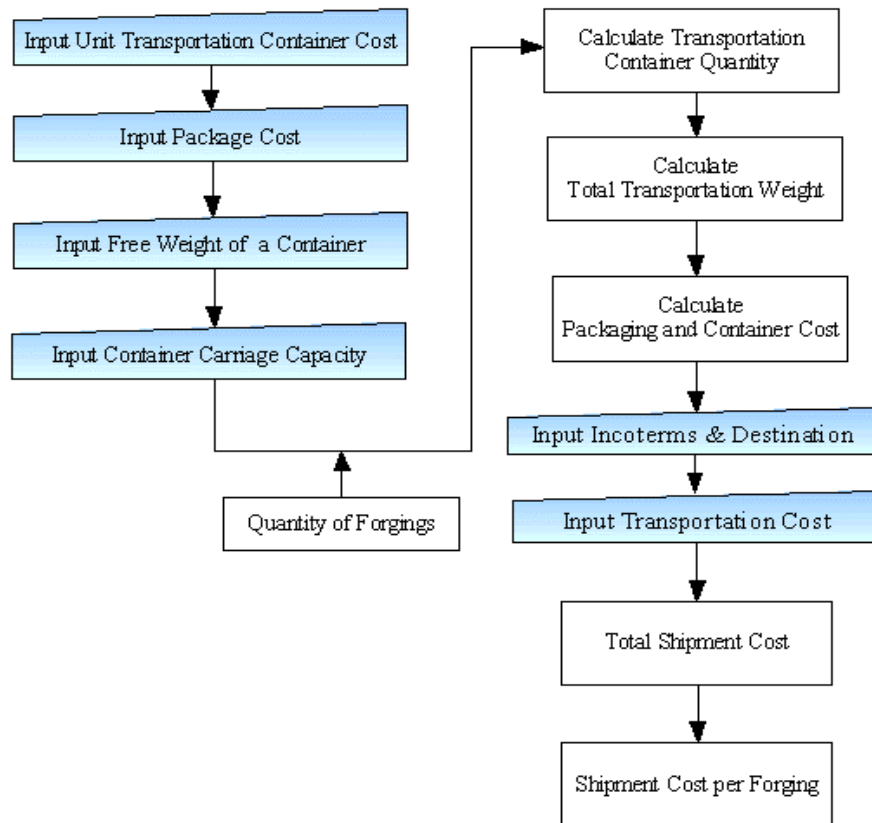 Input Unit Transportation Container Cost
Input Package Cost
Input Free Weight of a Container
Input Container Carriage Capacity
Quantity of Forgings
Calculate Transportation
Container Quantity
Calculate
Total Transportation Weight
Calculate
Packaging and Container Cost
Input Incoterms & Destination
Input Transportation Cost
Total Shipment Cost
Shipment Cost per Forging